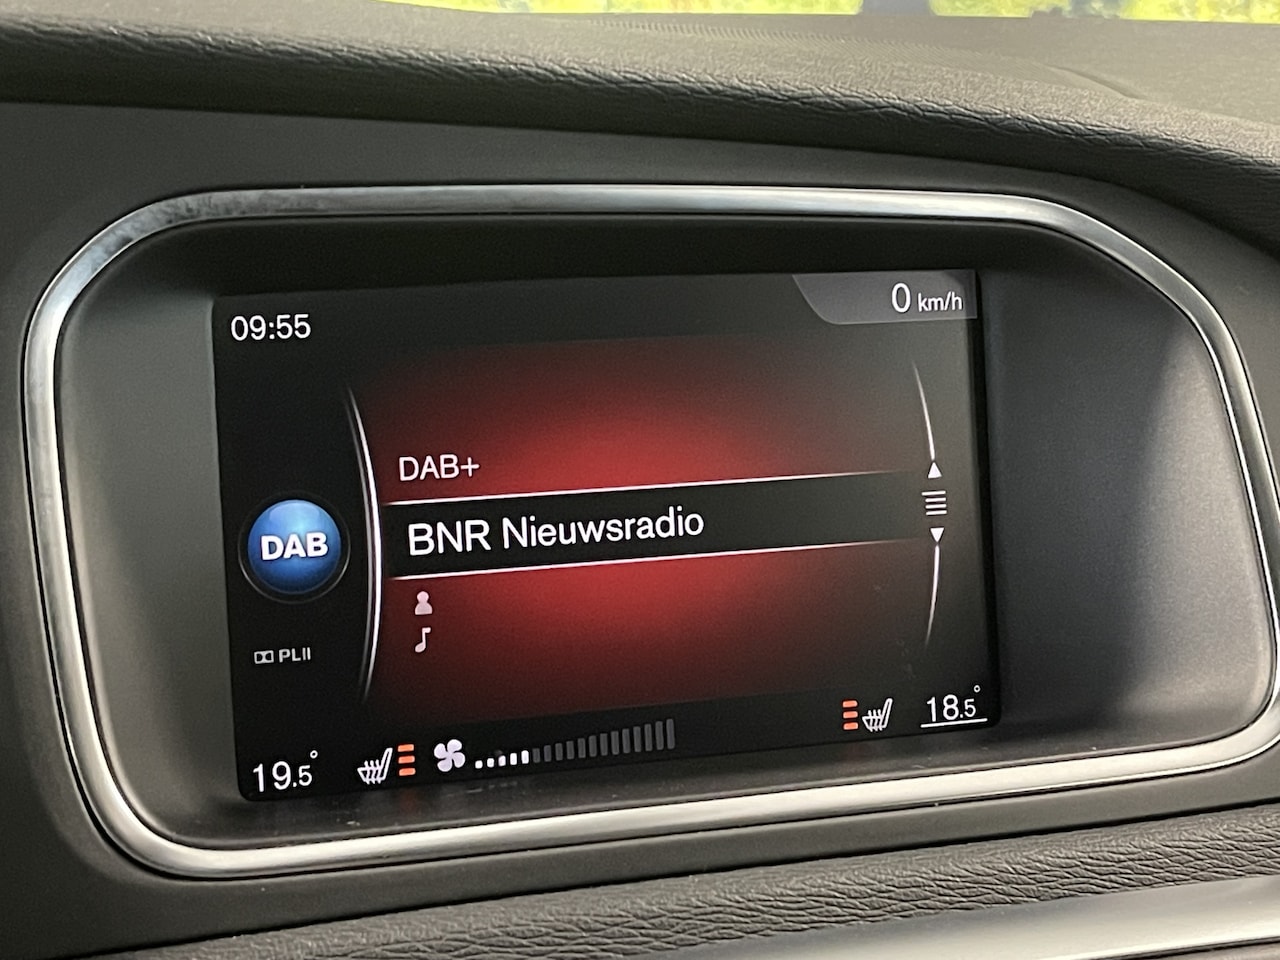 09:55
0 km/h
DAB+
BNR Nieuwsradio
DAB
PLII
19.5°
18.5°